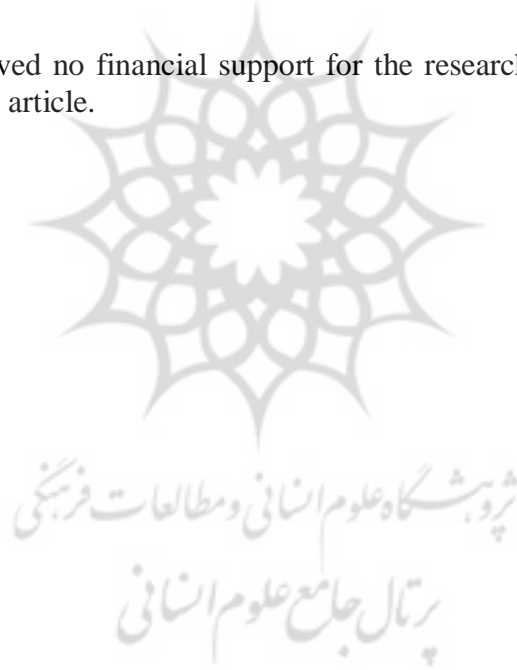 ved no financial support for the research
article.
پژوهشگاه علوم انسانی و مطالعات فرهنگی
پرتال جامع علوم انسانی